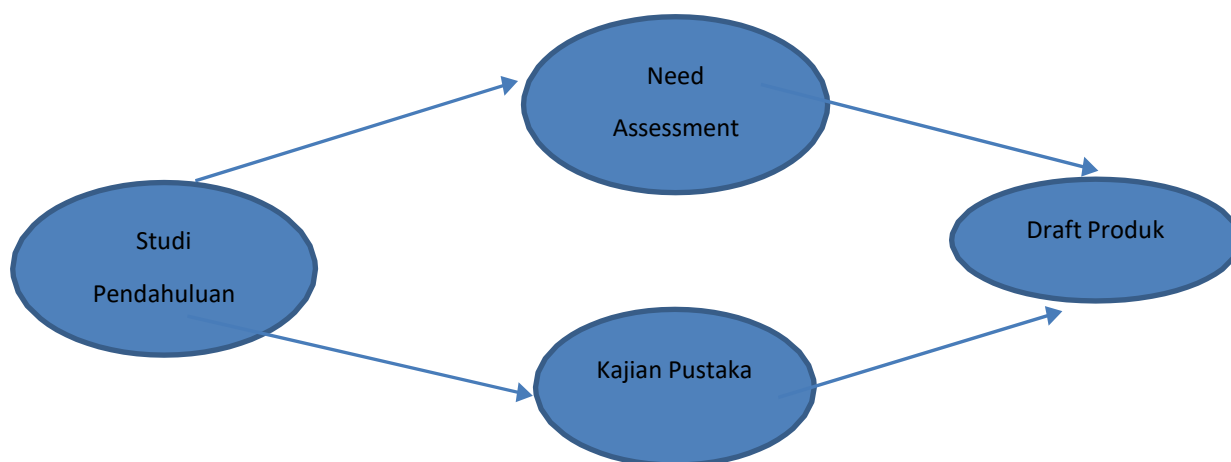 Need
Assessment
Studi
Pendahuluan
Draft Produk
Kajian Pustaka